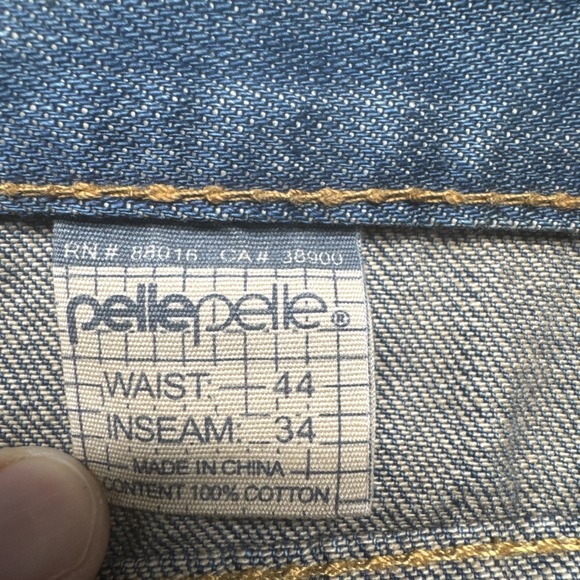 RN.# 88016 CA# 38900
pellepelle®
WAIST: 44
INSEAM: 34
MADE IN CHINA
CONTENT 100% COTTON